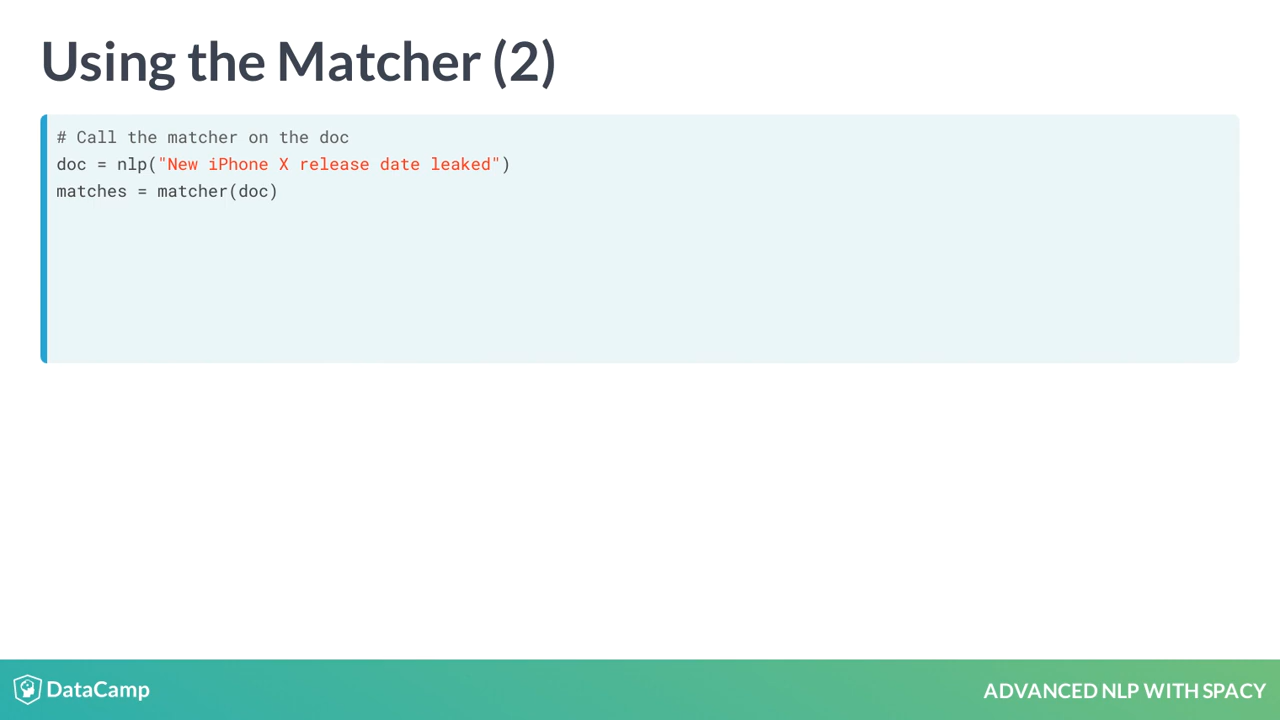 Using the Matcher (2)
# Call the matcher on the doc
doc = nlp("New iPhone X release date leaked")
matches = matcher(doc)
DataCamp
ADVANCED NLP WITH SPACY